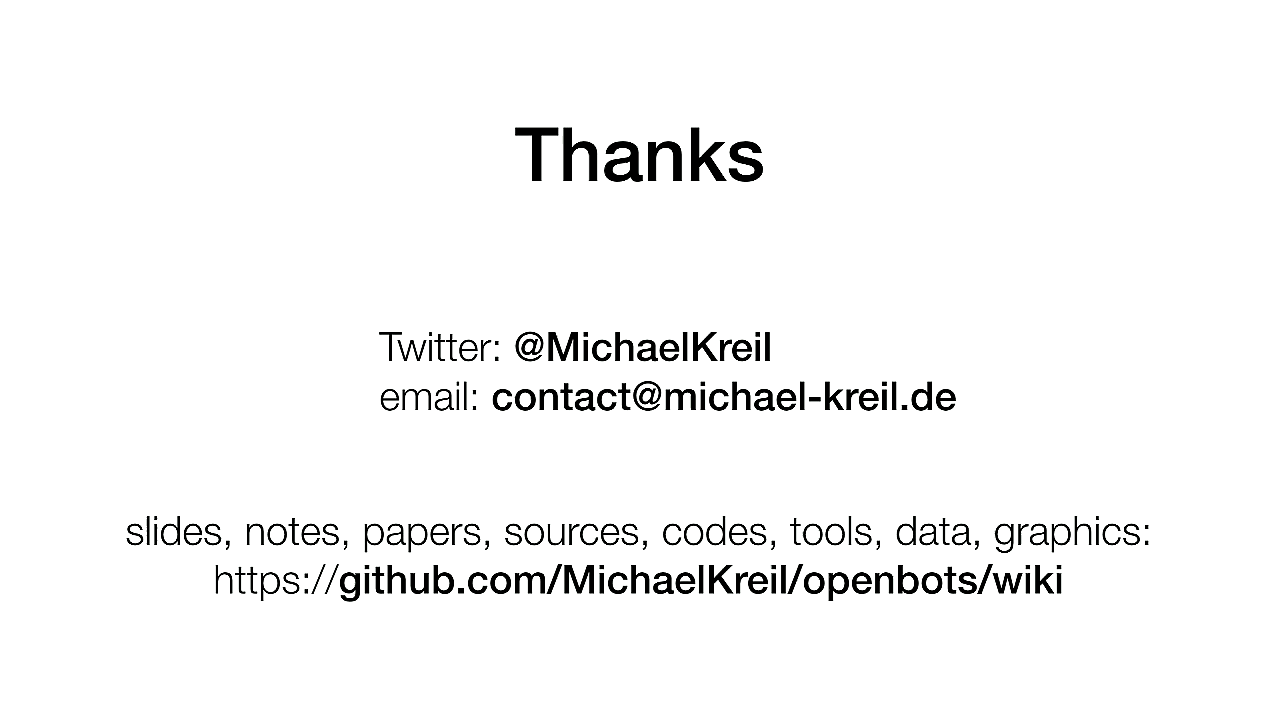 Thanks
Twitter: @MichaelKreil
email: contact@michael-kreil.de
slides, notes, papers, sources, codes, tools, data, graphics:
https://github.com/MichaelKreil/openbots/wiki